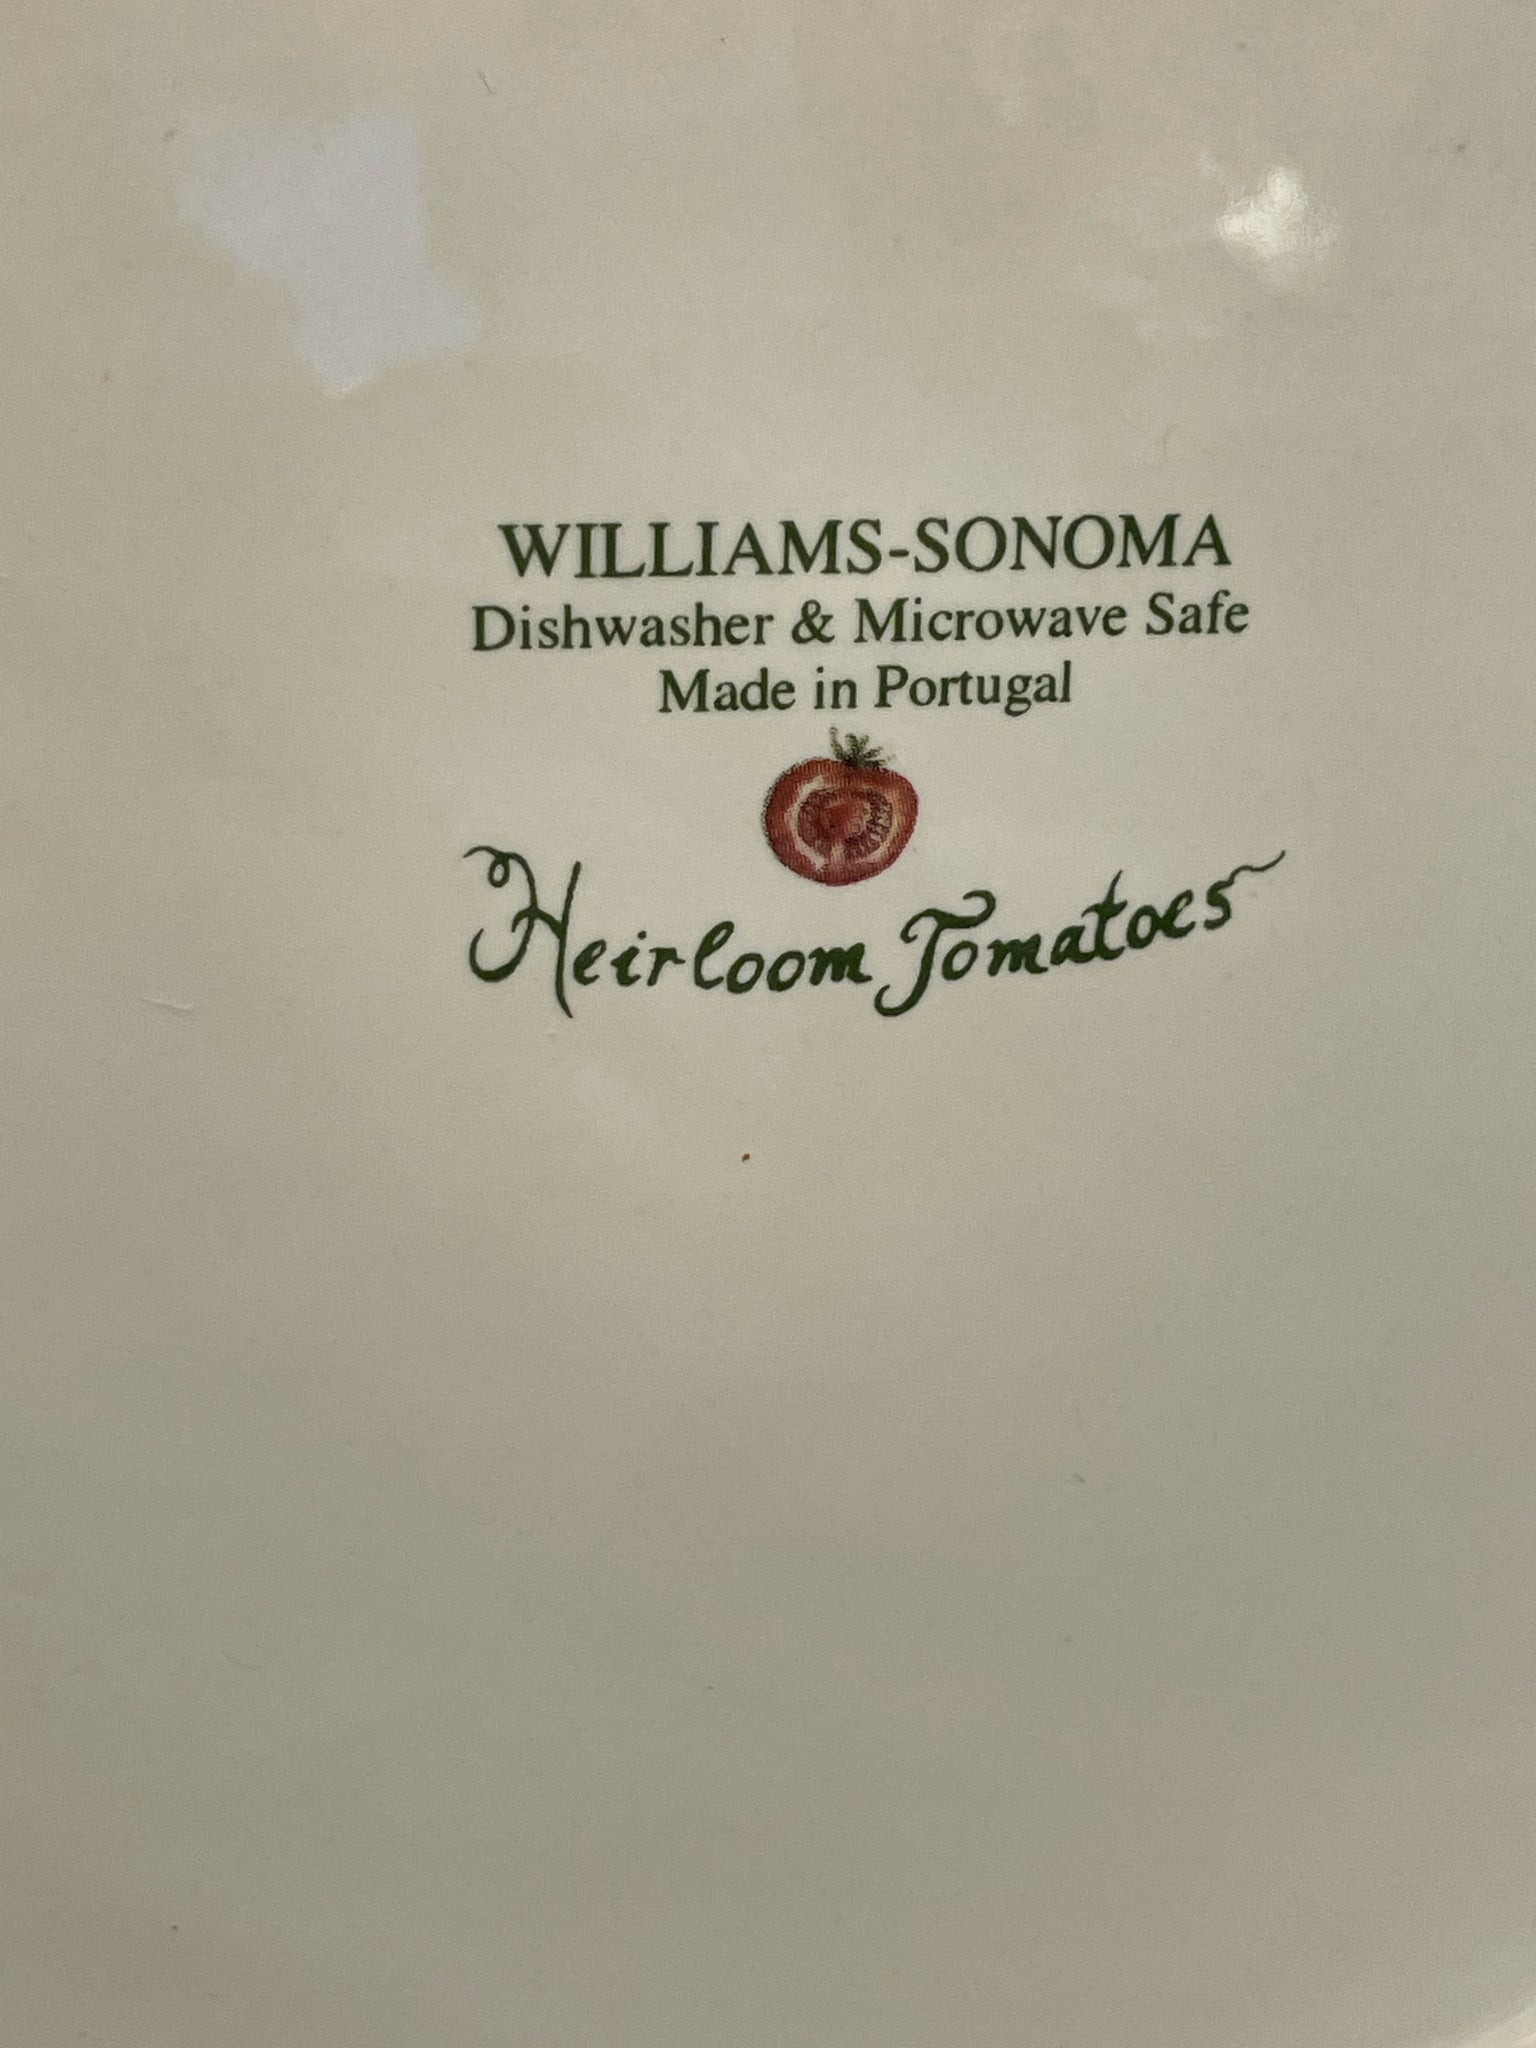 WILLIAMS-SONOMA
Dishwasher & Microwave Safe
Made in Portugal
Heirloom Tomatoes